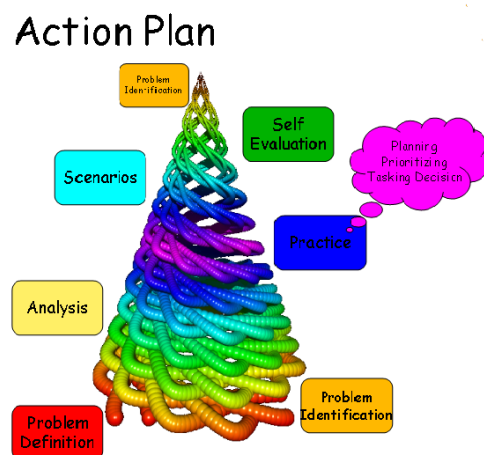 Action Plan
Problem
Iden-ification
Self
Evaluation
Planning
Prioritizing
Tasking Decision
Scenarios
Practice
Analysis
Problem
Identification
Problem
Definition